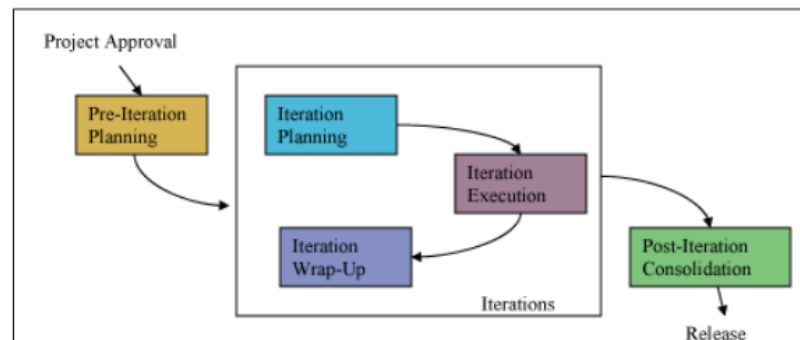 Project Approval
Pre-Iteration
Planning
Iteration
Planning
Iteration
Execution
Iteration
Wrap-Up
Iterations
Post-Iteration
Consolidation
Release